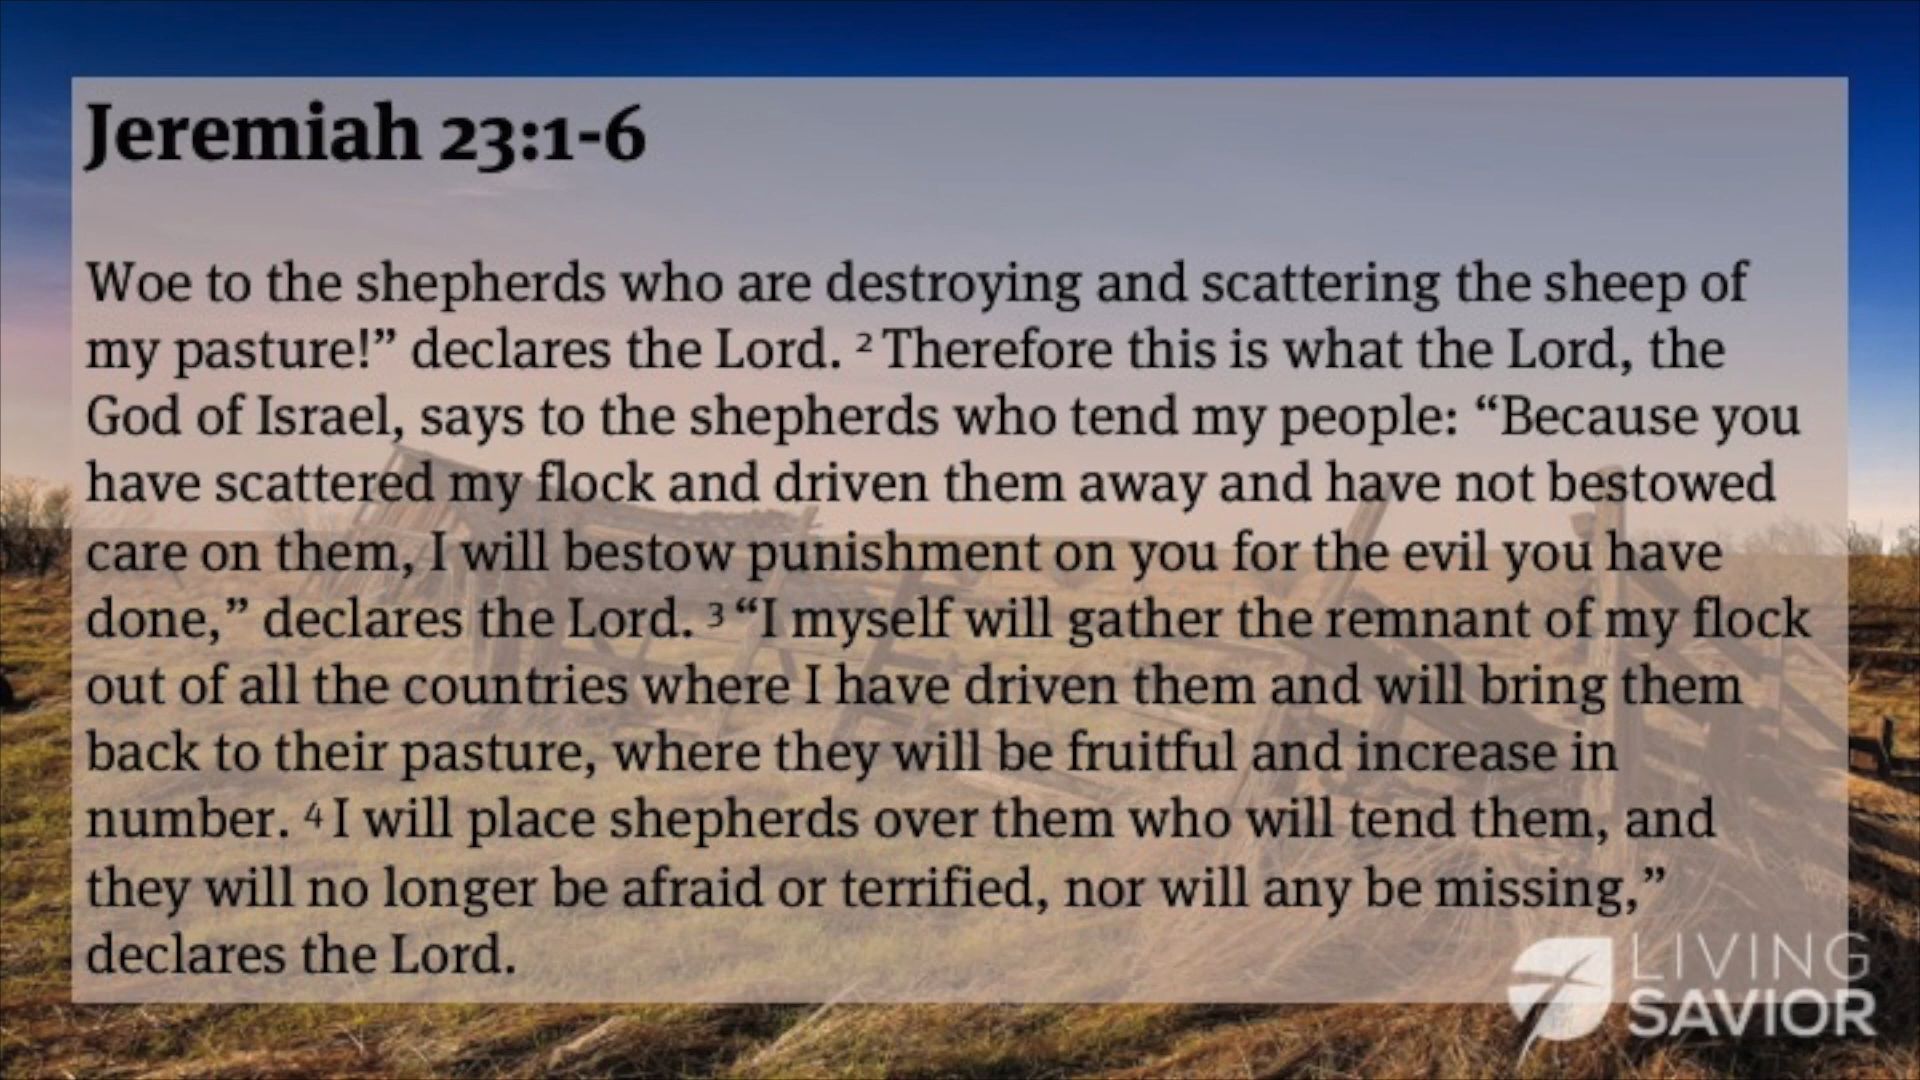 Jeremiah 23:1-6
Woe to the shepherds who are destroying and scattering the sheep of
my pasture!” declares the Lord. ² Therefore this is what the Lord, the
God of Israel, says to the shepherds who tend my people: “Because you
have scattered my flock and driven them away and have not bestowed
care on them, I will bestow punishment on you for the evil you have
done,” declares the Lord. ³ “I myself will gather the remnant of my flock
out of all the countries where I have driven them and will bring them
back to their pasture, where they will be fruitful and increase in
number. ⁴ I will place shepherds over them who will tend them, and
they will no longer be afraid or terrified, nor will any be missing,”
declares the Lord.
LIVING
SAVIOR